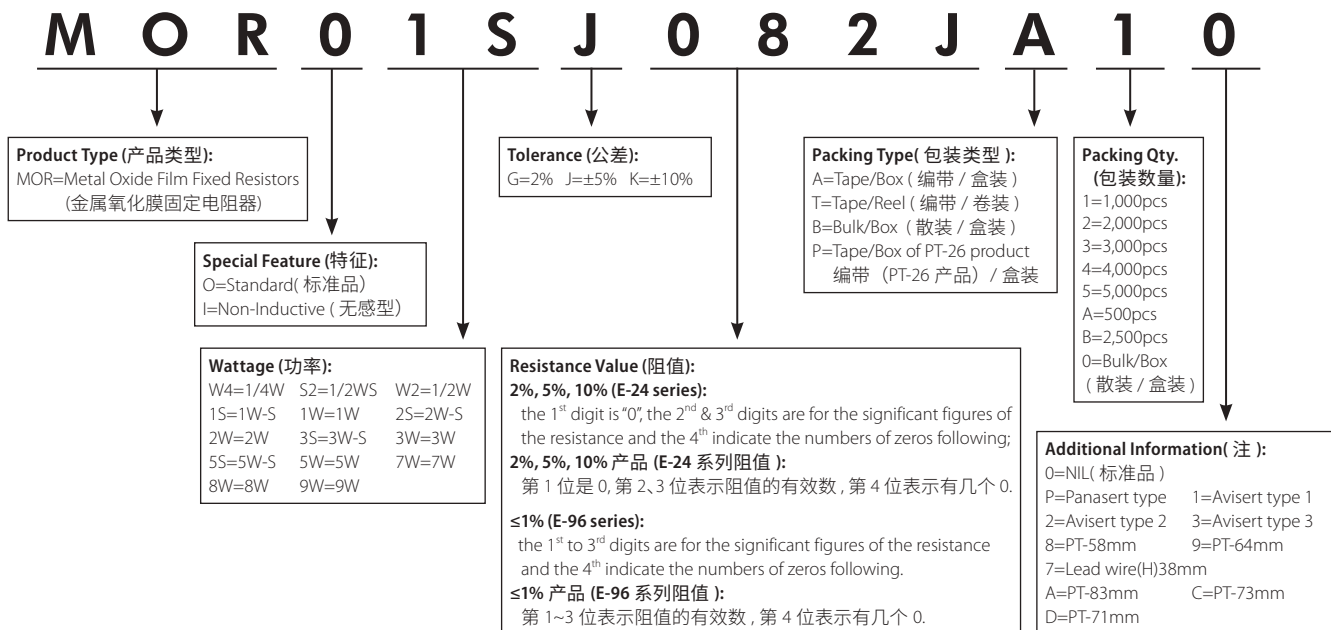 M O R 0 1 S J 0 8 2 J A 1 0
Product Type (产品类型):
MOR=Metal Oxide Film Fixed Resistors
(金属氧化膜固定电阻器)
Special Feature (特征):
O=Standard( 标准品）
I=Non-Inductive ( 无感型）
Wattage (功率):
W4=1/4W S2=1/2WS W2=1/2W
1S=1W-S 1W=1W 2S=2W-S
2W=2W 3S=3W-S 3W=3W
5S=5W-S 5W=5W 7W=7W
8W=8W 9W=9W
Tolerance (公差):
G=2% J=±5% K=±10%
Resistance Value (阻值):
2%, 5%, 10% (E-24 series):
the 1st digit is “0”, the 2nd & 3rd digits are for the significant figures of
the resistance and the 4th indicate the numbers of zeros following;
2%, 5%, 10% 产品 (E-24 系列阻值 ):
第 1 位是 0, 第 2、3 位表示阻值的有效数 , 第 4 位表示有几个 0.
≤1% (E-96 series):
the 1st to 3rd digits are for the significant figures of the resistance
and the 4th indicate the numbers of zeros following.
≤1% 产品 (E-96 系列阻值 ):
第 1~3 位表示阻值的有效数 , 第 4 位表示有几个 0.
Packing Type( 包装类型 ):
A=Tape/Box ( 编带 / 盒装 )
T=Tape/Reel ( 编带 / 卷装 )
B=Bulk/Box ( 散装 / 盒装 )
P=Tape/Box of PT-26 product
编带（PT-26 产品）/ 盒装
Packing Qty.
(包装数量):
1=1,000pcs
2=2,000pcs
3=3,000pcs
4=4,000pcs
5=5,000pcs
A=500pcs
B=2,500pcs
0=Bulk/Box
( 散装 / 盒装 )
Additional Information( 注 ):
0=NIL( 标准品 )
P=Panasert type 1=Avisert type 1
2=Avisert type 2 3=Avisert type 3
8=PT-58mm 9=PT-64mm
7=Lead wire(H)38mm
A=PT-83mm C=PT-73mm
D=PT-71mm